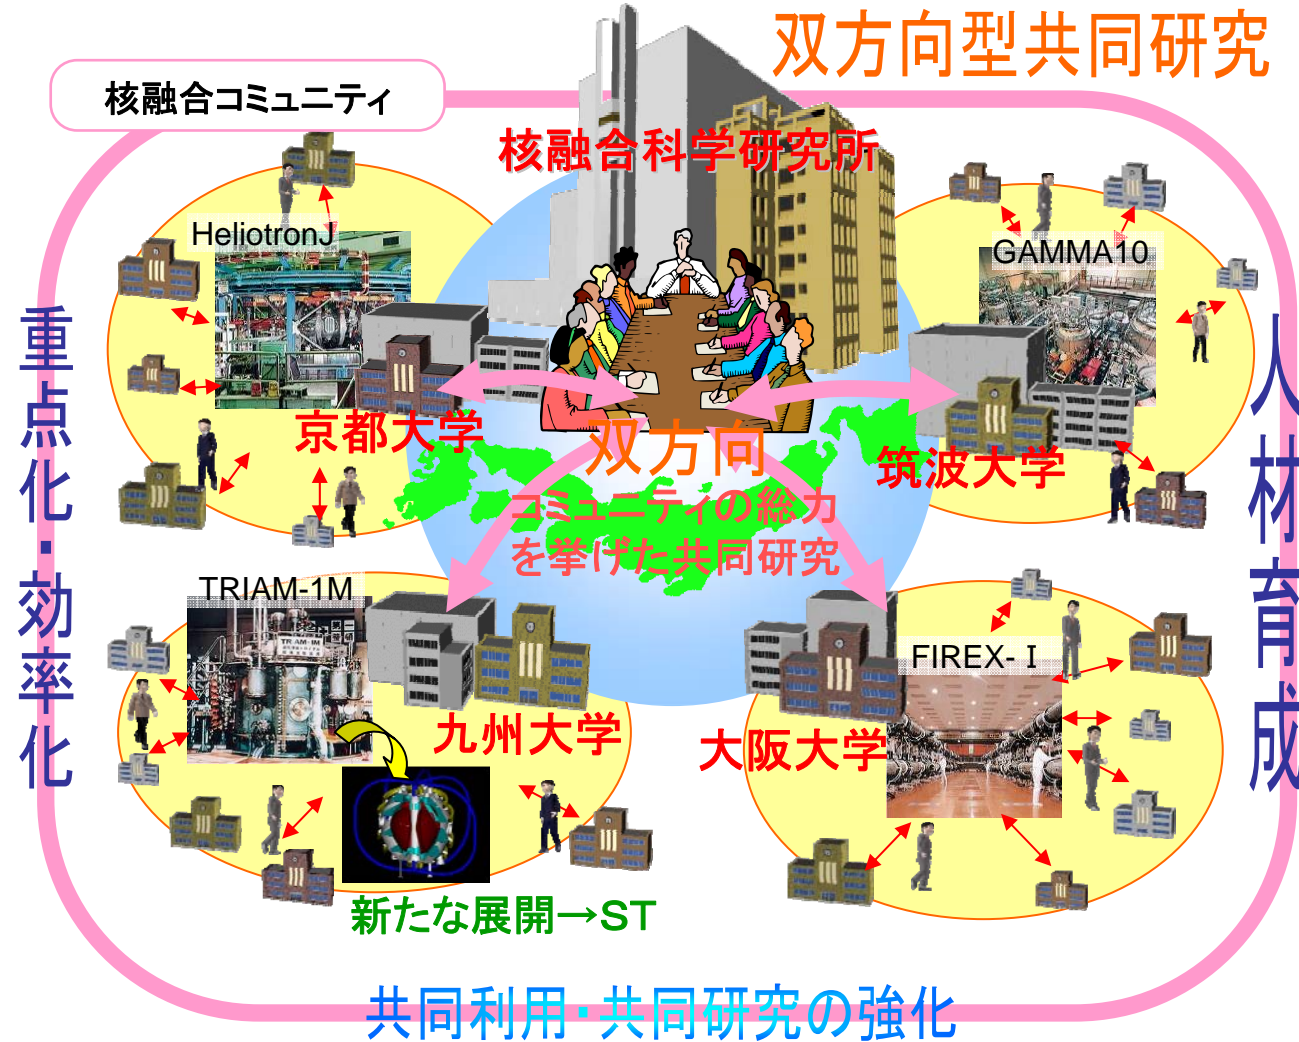 双方向型共同研究
核融合コミュニティ
核融合科学研究所
HeliotronJ
GAMMA10
京都大学
筑波大学
双方向
コミュニティの総力
を挙げた共同研究
重点化・効率化
人材育成
TRIAM-1M
TRIAM-1M
FIREX-Ⅰ
九州大学
大阪大学
新たな展開→ST
共同利用・共同研究の強化